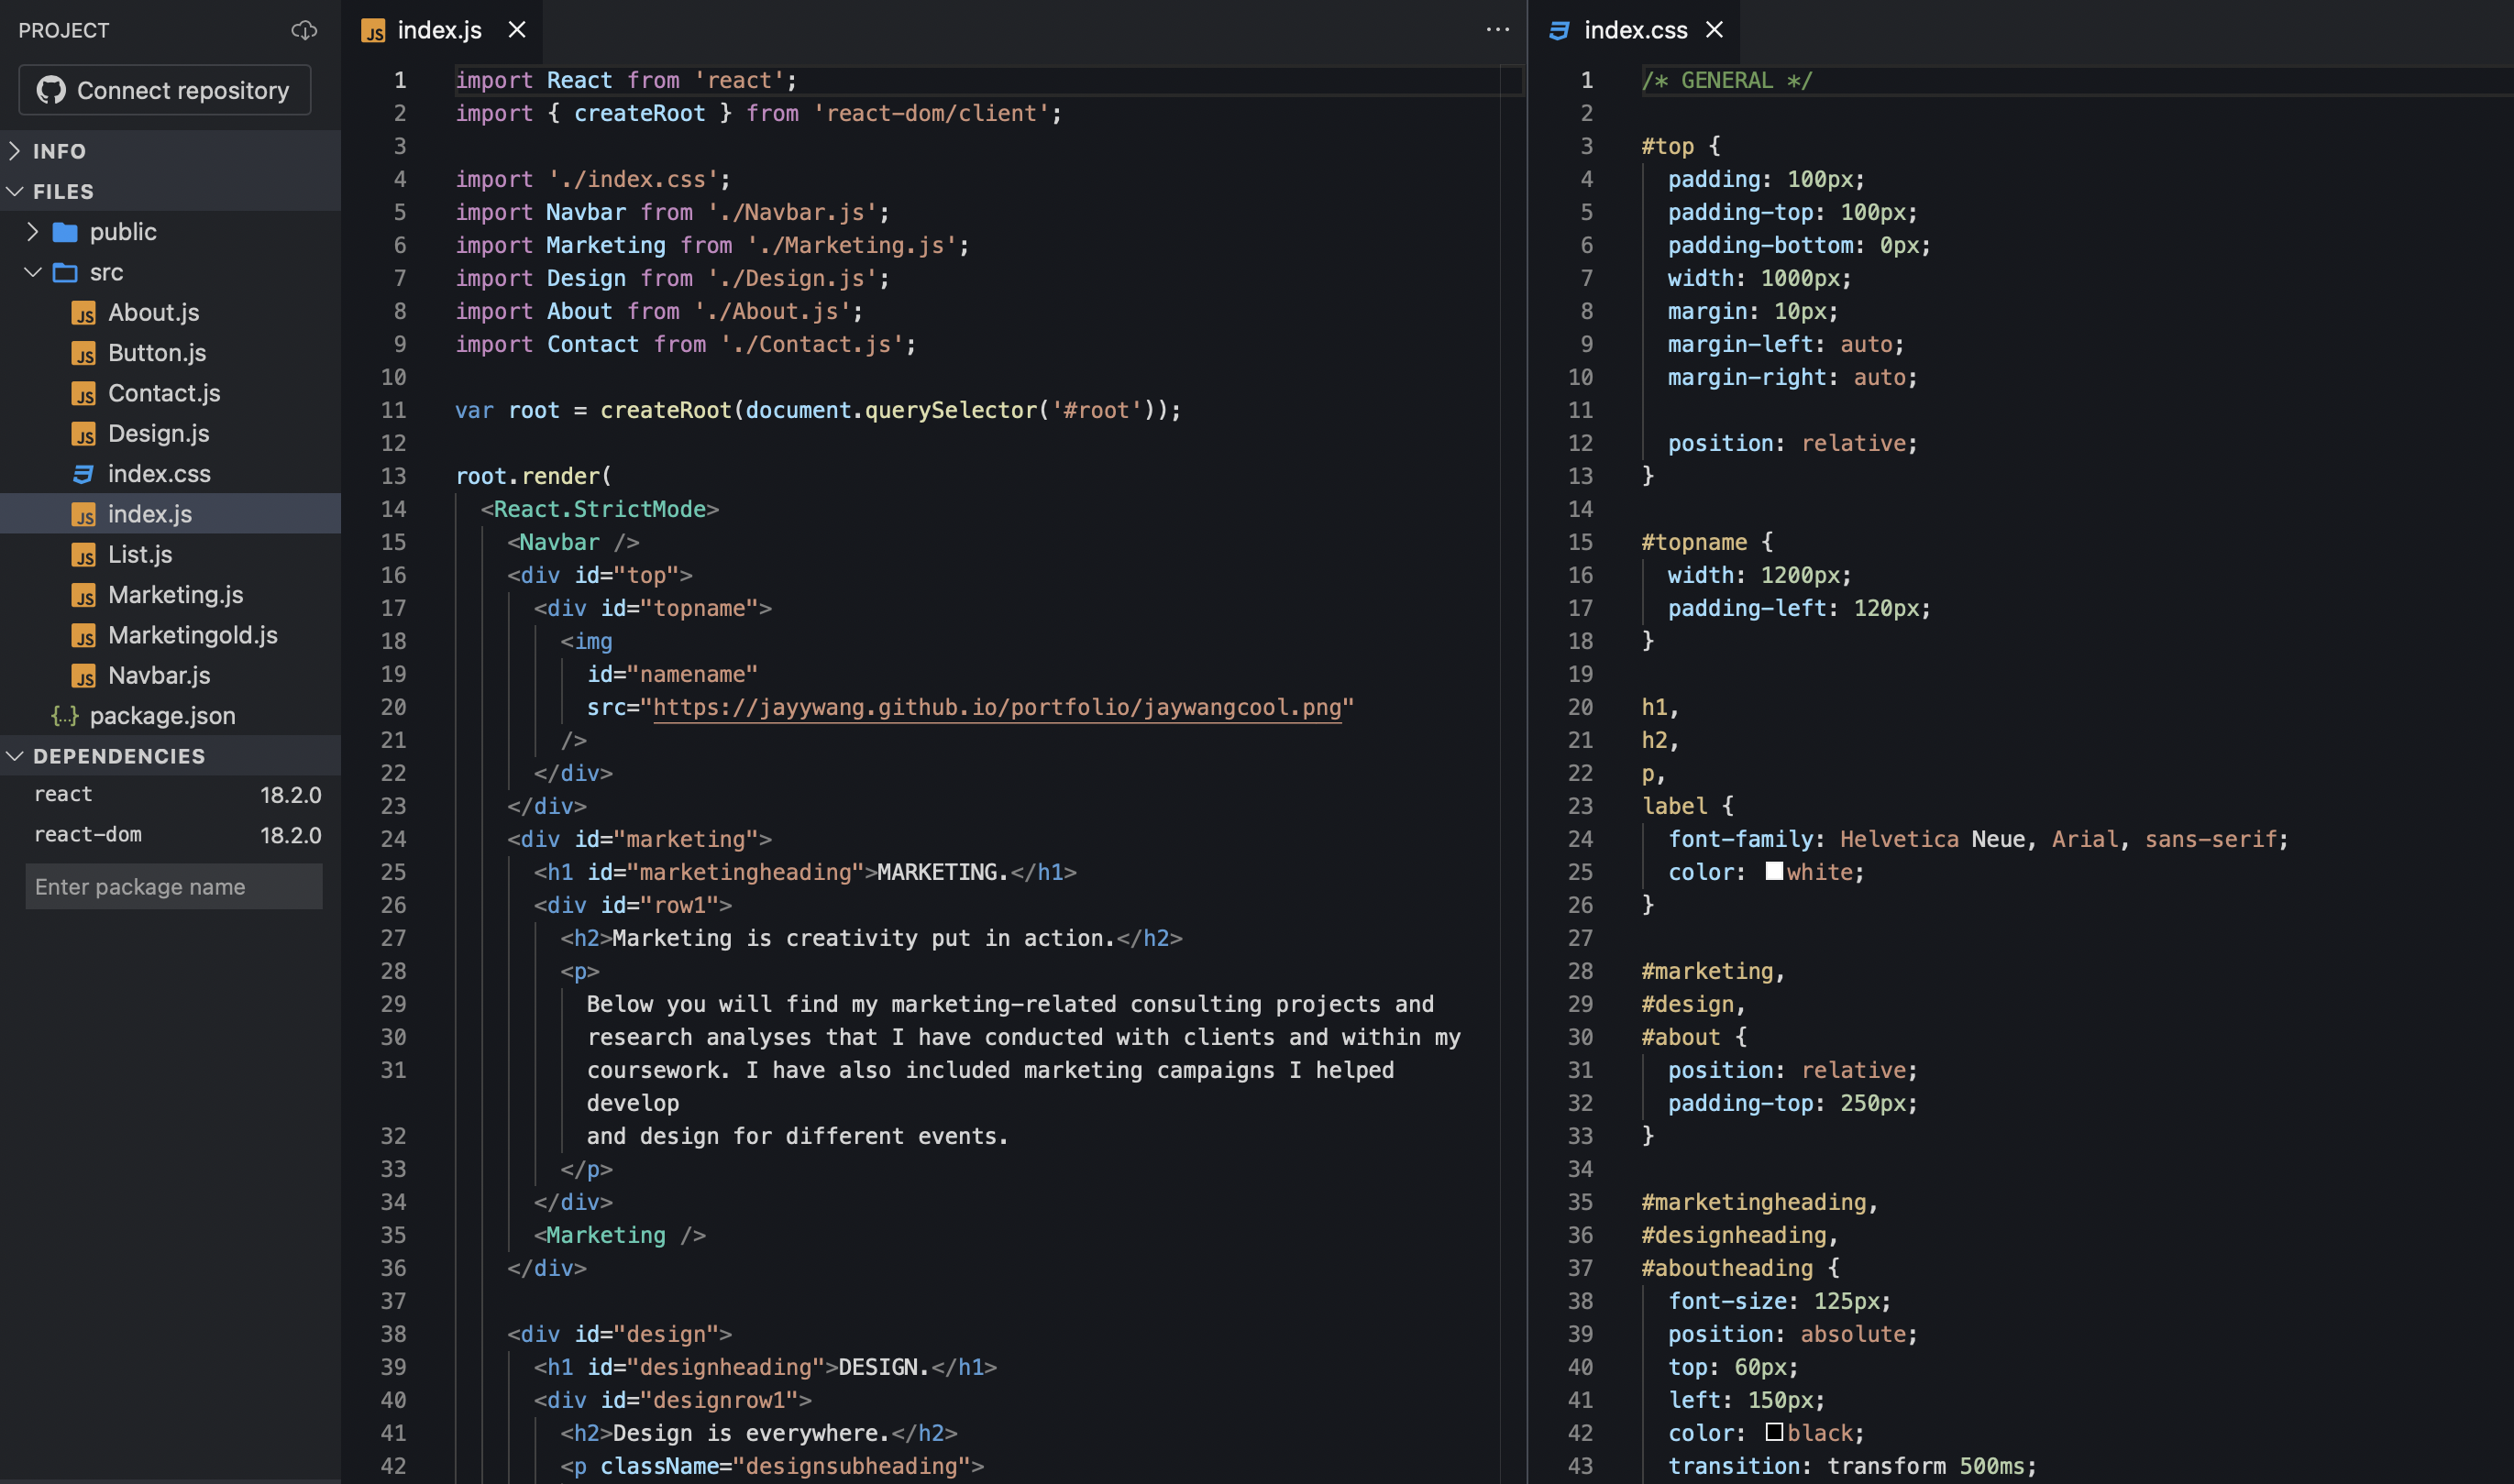 PROJECT
Connect repository
INFO
FILES
public
src
JS About.js
JS Button.js
JS Contact.js
JS Design.js
index.css
JS index.js
JS List.js
JS Marketing.js
JS Marketingold.js
JS Navbar.js
{...} package.json
DEPENDENCIES
react 18.2.0
react-dom 18.2.0
Enter package name
JS index.js
1 import React from 'react';
2 import { createRoot } from 'react-dom/client';
3
4 import './index.css';
5 import Navbar from './Navbar.js';
6 import Marketing from './Marketing.js';
7 import Design from './Design.js';
8 import About from './About.js';
9 import Contact from './Contact.js';
10
11 var root = createRoot(document.querySelector('#root'));
12
13 root.render(
14 <React.StrictMode>
15 <Navbar />
16 <div id="top">
17 <div id="topname">
18 <img
19 id="namename"
20 src="https://jayywang.github.io/portfolio/jaywangcool.png"
21 />
22 </div>
23 </div>
24 <div id="marketing">
25 <h1 id="marketingheading">MARKETING.</h1>
26 <div id="row1">
27 <h2>Marketing is creativity put in action.</h2>
28 <p>
29 Below you will find my marketing-related consulting projects and
30 research analyses that I have conducted with clients and within my
31 coursework. I have also included marketing campaigns I helped
develop
32 and design for different events.
33 </p>
34 </div>
35 <Marketing />
36 </div>
37
38 <div id="design">
39 <h1 id="designheading">DESIGN.</h1>
40 <div id="designrow1">
41 <h2>Design is everywhere.</h2>
42 <p className="designsubheading">
index.css
1 /* GENERAL */
2
3 #top {
4 padding: 100px;
5 padding-top: 100px;
6 padding-bottom: 0px;
7 width: 1000px;
8 margin: 10px;
9 margin-left: auto;
10 margin-right: auto;
11
12 position: relative;
13 }
14
15 #topname {
16 width: 1200px;
17 padding-left: 120px;
18 }
19
20 h1,
21 h2,
22 p,
23 label {
24 font-family: Helvetica Neue, Arial, sans-serif;
25 color: white;
26 }
27
28 #marketing,
29 #design,
30 #about {
31 position: relative;
32 padding-top: 250px;
33 }
34
35 #marketingheading,
36 #designheading,
37 #aboutheading {
38 font-size: 125px;
39 position: absolute;
40 top: 60px;
41 left: 150px;
42 color: black;
43 transition: transform 500ms;